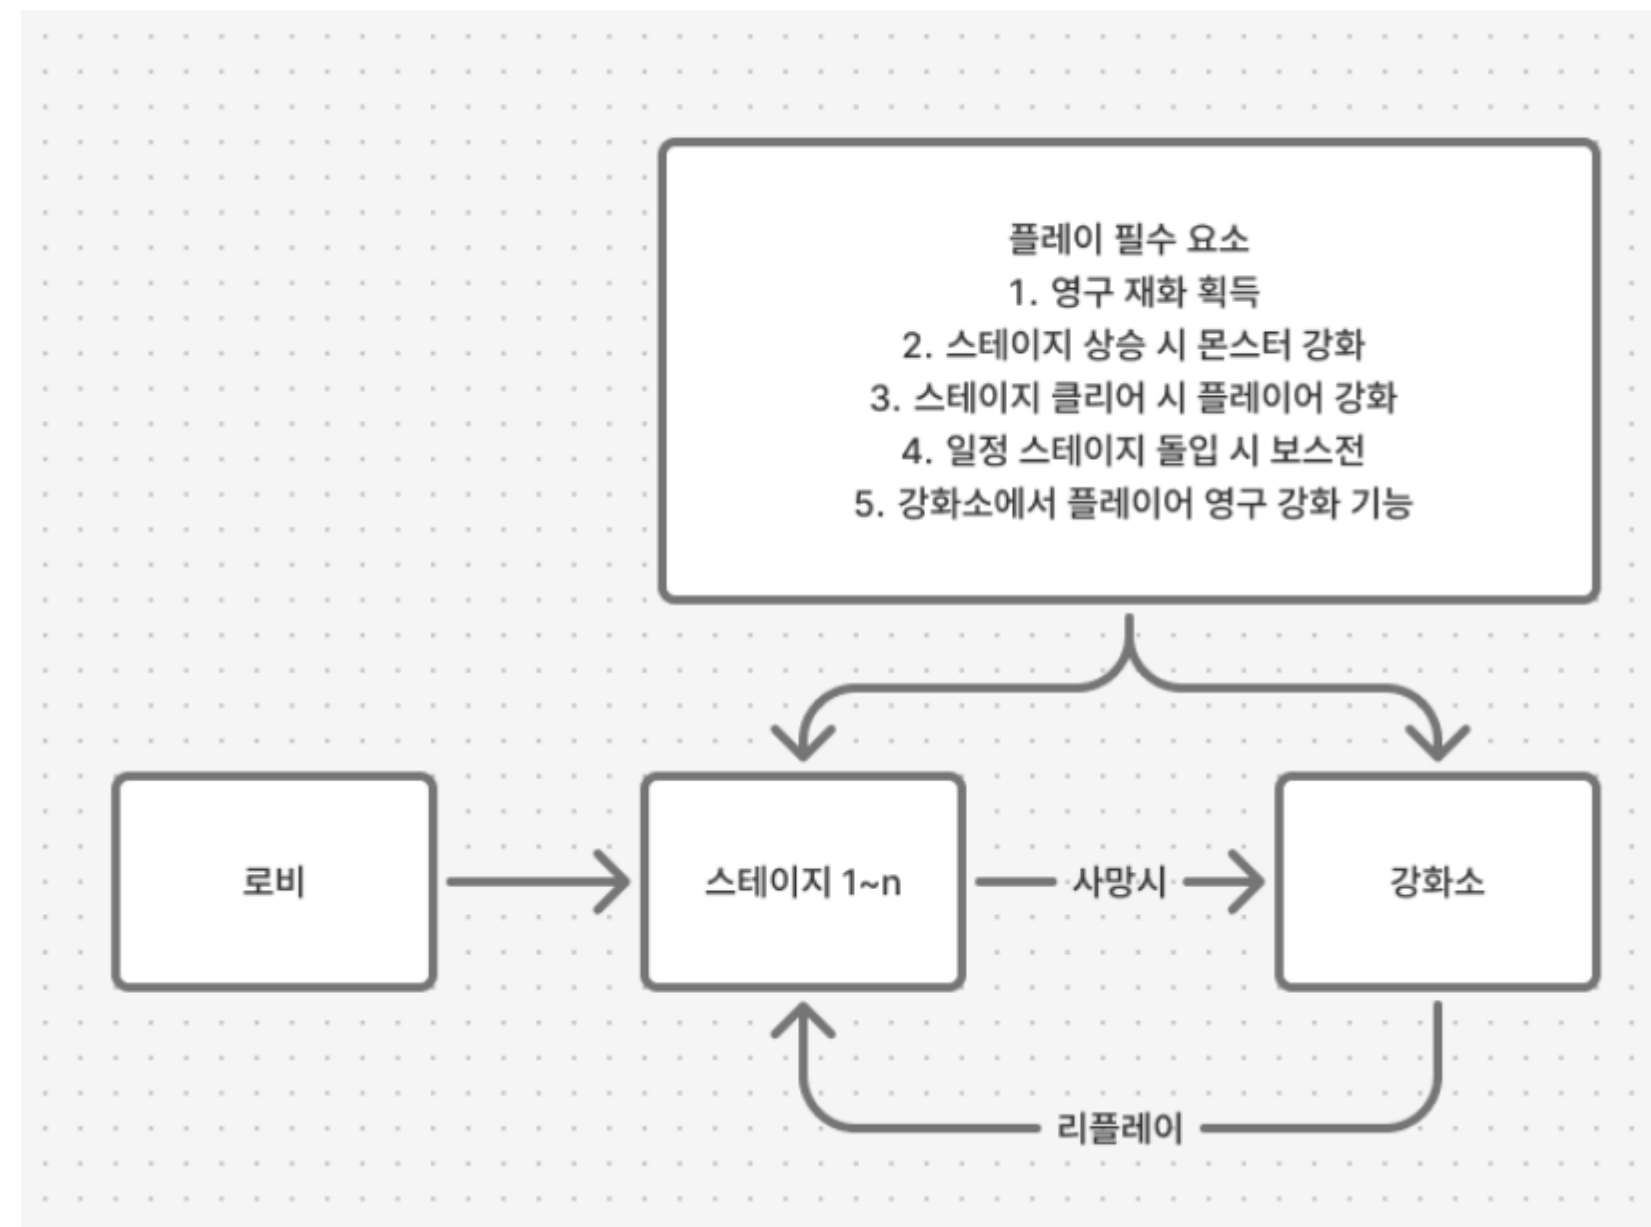 플레이 필수 요소
1. 영구 재화 획득
2. 스테이지 상승 시 몬스터 강화
3. 스테이지 클리어 시 플레이어 강화
4. 일정 스테이지 돌입 시 보스전
5. 강화소에서 플레이어 영구 강화 기능
로비
스테이지 1~n
사망시
강화소
리플레이